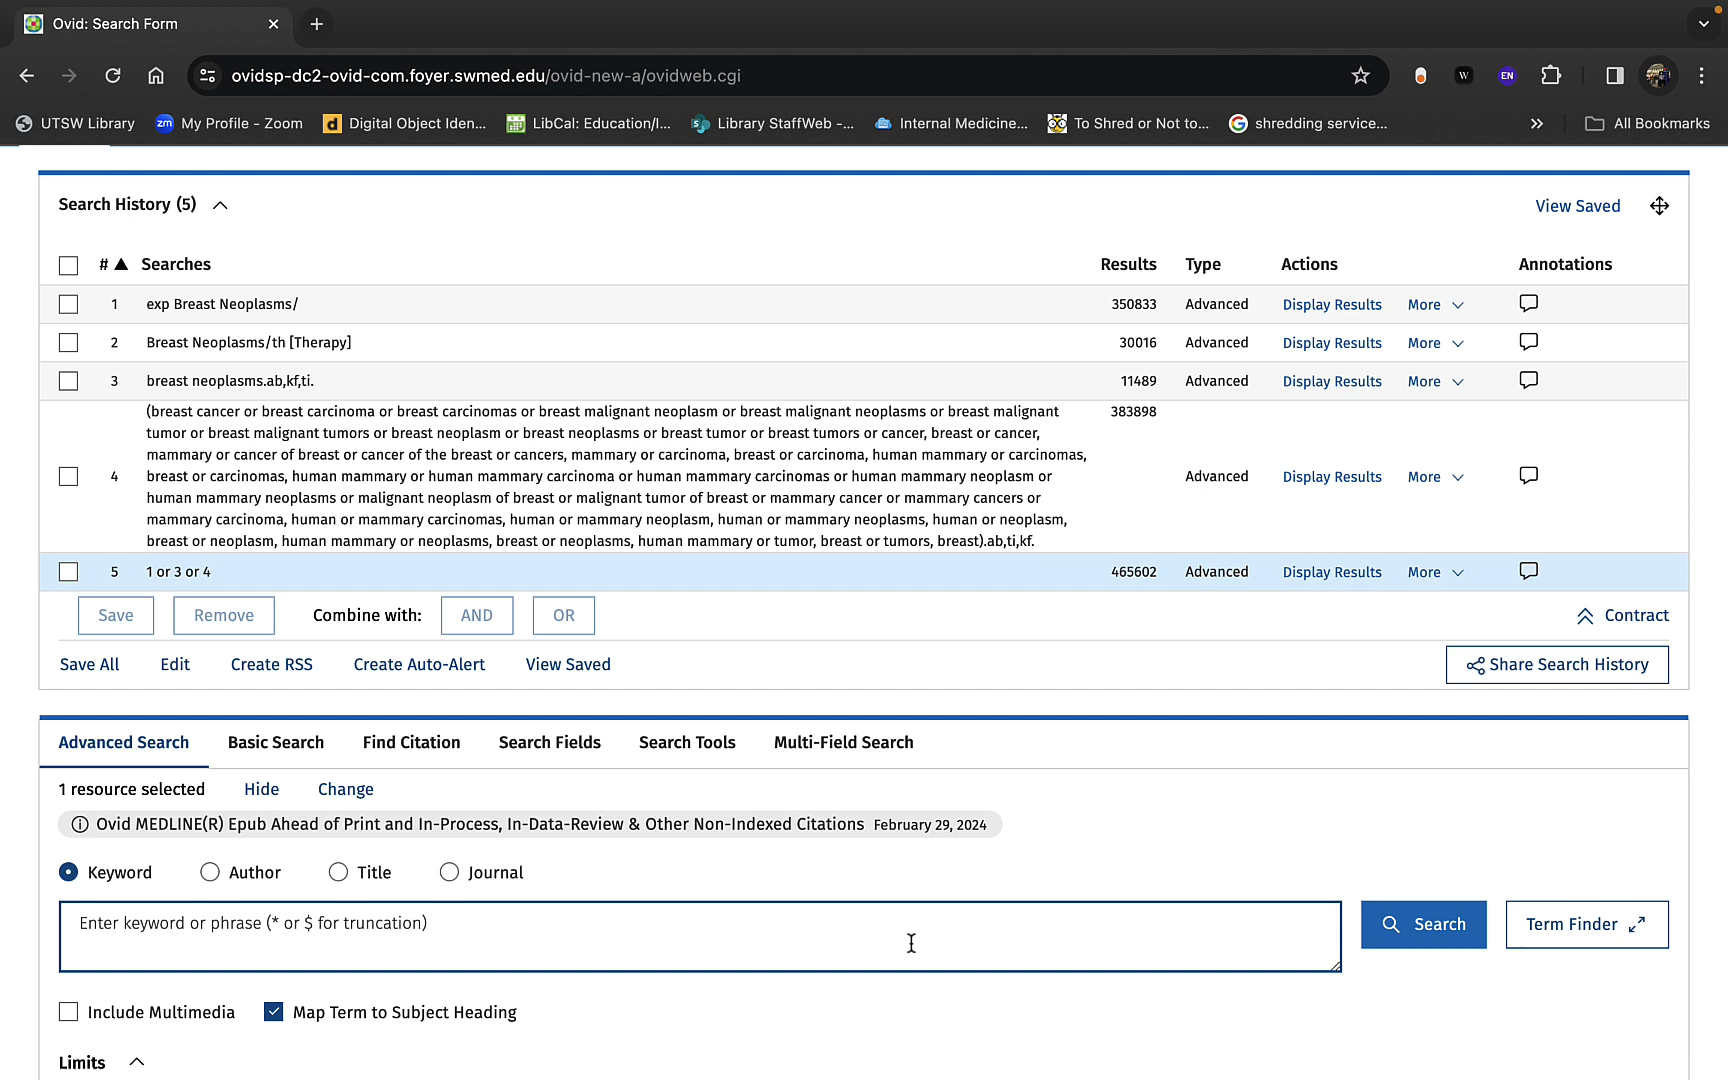 Ovid: Search Form
ovidsp-dc2-ovid-com.foyer.swmed.edu/ovid-new-a/ovidweb.cgi
W
EN
UTSW Library
zm
My Profile - Zoom
d
Digital Object Iden...
LibCal: Education/I...
Library StaffWeb -...
Internal Medicine...
To Shred or Not to...
G
shredding service...
All Bookmarks
Search History (5)
View Saved
# ▲ Searches Results Type Actions Annotations
1 exp Breast Neoplasms/ 350833 Advanced Display Results More
2 Breast Neoplasms/th [Therapy] 30016 Advanced Display Results More
3 breast neoplasms.ab,kf,ti. 11489 Advanced Display Results More
(breast cancer or breast carcinoma or breast carcinomas or breast malignant neoplasm or breast malignant neoplasms or breast malignant 383898
tumor or breast malignant tumors or breast neoplasm or breast neoplasms or breast tumor or breast tumors or cancer, breast or cancer,
mammary or cancer of breast or cancer of the breast or cancers, mammary or carcinoma, breast or carcinoma, human mammary or carcinomas,
4 breast or carcinomas, human mammary or human mammary carcinoma or human mammary carcinomas or human mammary neoplasm or Advanced Display Results More
human mammary neoplasms or malignant neoplasm of breast or malignant tumor of breast or mammary cancer or mammary cancers or
mammary carcinoma, human or mammary carcinomas, human or mammary neoplasm, human or mammary neoplasms, human or neoplasm,
breast or neoplasm, human mammary or neoplasms, breast or neoplasms, human mammary or tumor, breast or tumors, breast).ab,ti,kf.
5 1 or 3 or 4 465602 Advanced Display Results More
Save Remove Combine with: AND OR Contract
Save All Edit Create RSS Create Auto-Alert View Saved Share Search History
Advanced Search Basic Search Find Citation Search Fields Search Tools Multi-Field Search
1 resource selected Hide Change
Ovid MEDLINE(R) Epub Ahead of Print and In-Process, In-Data-Review & Other Non-Indexed Citations February 29, 2024
Keyword Author Title Journal
Enter keyword or phrase (* or $ for truncation)
Search
Term Finder
Include Multimedia Map Term to Subject Heading
Limits